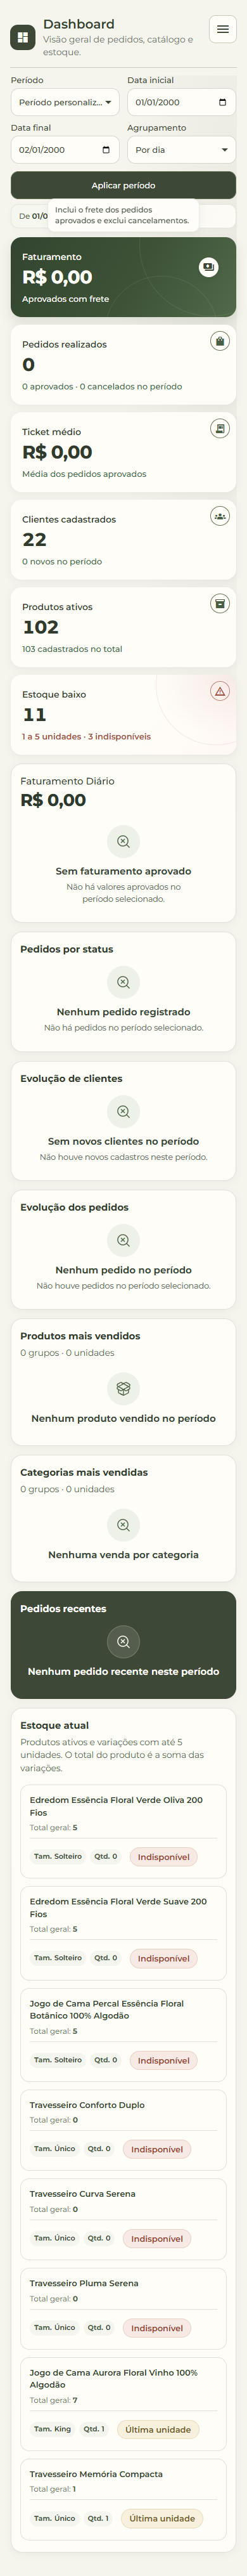 Dashboard
Visão geral de pedidos, catálogo e
estoque.
Período
Data inicial
Período personaliz...
01/01/2000
Data final
Agrupamento
02/01/2000
Por dia
Aplicar período
De 01/0
Inclui o frete dos pedidos
aprovados e exclui cancelamentos.
Faturamento
R$ 0,00
Aprovados com frete
Pedidos realizados
0
0 aprovados · 0 cancelados no período
Ticket médio
R$ 0,00
Média dos pedidos aprovados
Clientes cadastrados
22
0 novos no período
Produtos ativos
102
103 cadastrados no total
Estoque baixo
11
1 a 5 unidades · 3 indisponíveis
Faturamento Diário
R$ 0,00
Sem faturamento aprovado
Não há valores aprovados no
período selecionado.
Pedidos por status
Nenhum pedido registrado
Não há pedidos no período selecionado.
Evolução de clientes
Sem novos clientes no período
Não houve novos cadastros neste período.
Evolução dos pedidos
Nenhum pedido no período
Não houve pedidos no período selecionado.
Produtos mais vendidos
0 grupos · 0 unidades
Nenhum produto vendido no período
Categorias mais vendidas
0 grupos · 0 unidades
Nenhuma venda por categoria
Pedidos recentes
Nenhum pedido recente neste período
Estoque atual
Produtos ativos e variações com até 5
unidades. O total do produto é a soma das
variações.
Edredom Essência Floral Verde Oliva 200
Fios
Total geral: 5
Tam. Solteiro Qtd. 0 Indisponível
Edredom Essência Floral Verde Suave 200
Fios
Total geral: 5
Tam. Solteiro Qtd. 0 Indisponível
Jogo de Cama Percal Essência Floral
Botânico 100% Algodão
Total geral: 5
Tam. Solteiro Qtd. 0 Indisponível
Travesseiro Conforto Duplo
Total geral: 0
Tam. Único Qtd. 0 Indisponível
Travesseiro Curva Serena
Total geral: 0
Tam. Único Qtd. 0 Indisponível
Travesseiro Pluma Serena
Total geral: 0
Tam. Único Qtd. 0 Indisponível
Jogo de Cama Aurora Floral Vinho 100%
Algodão
Total geral: 7
Tam. King Qtd. 1 Última unidade
Travesseiro Memória Compacta
Total geral: 1
Tam. Único Qtd. 1 Última unidade